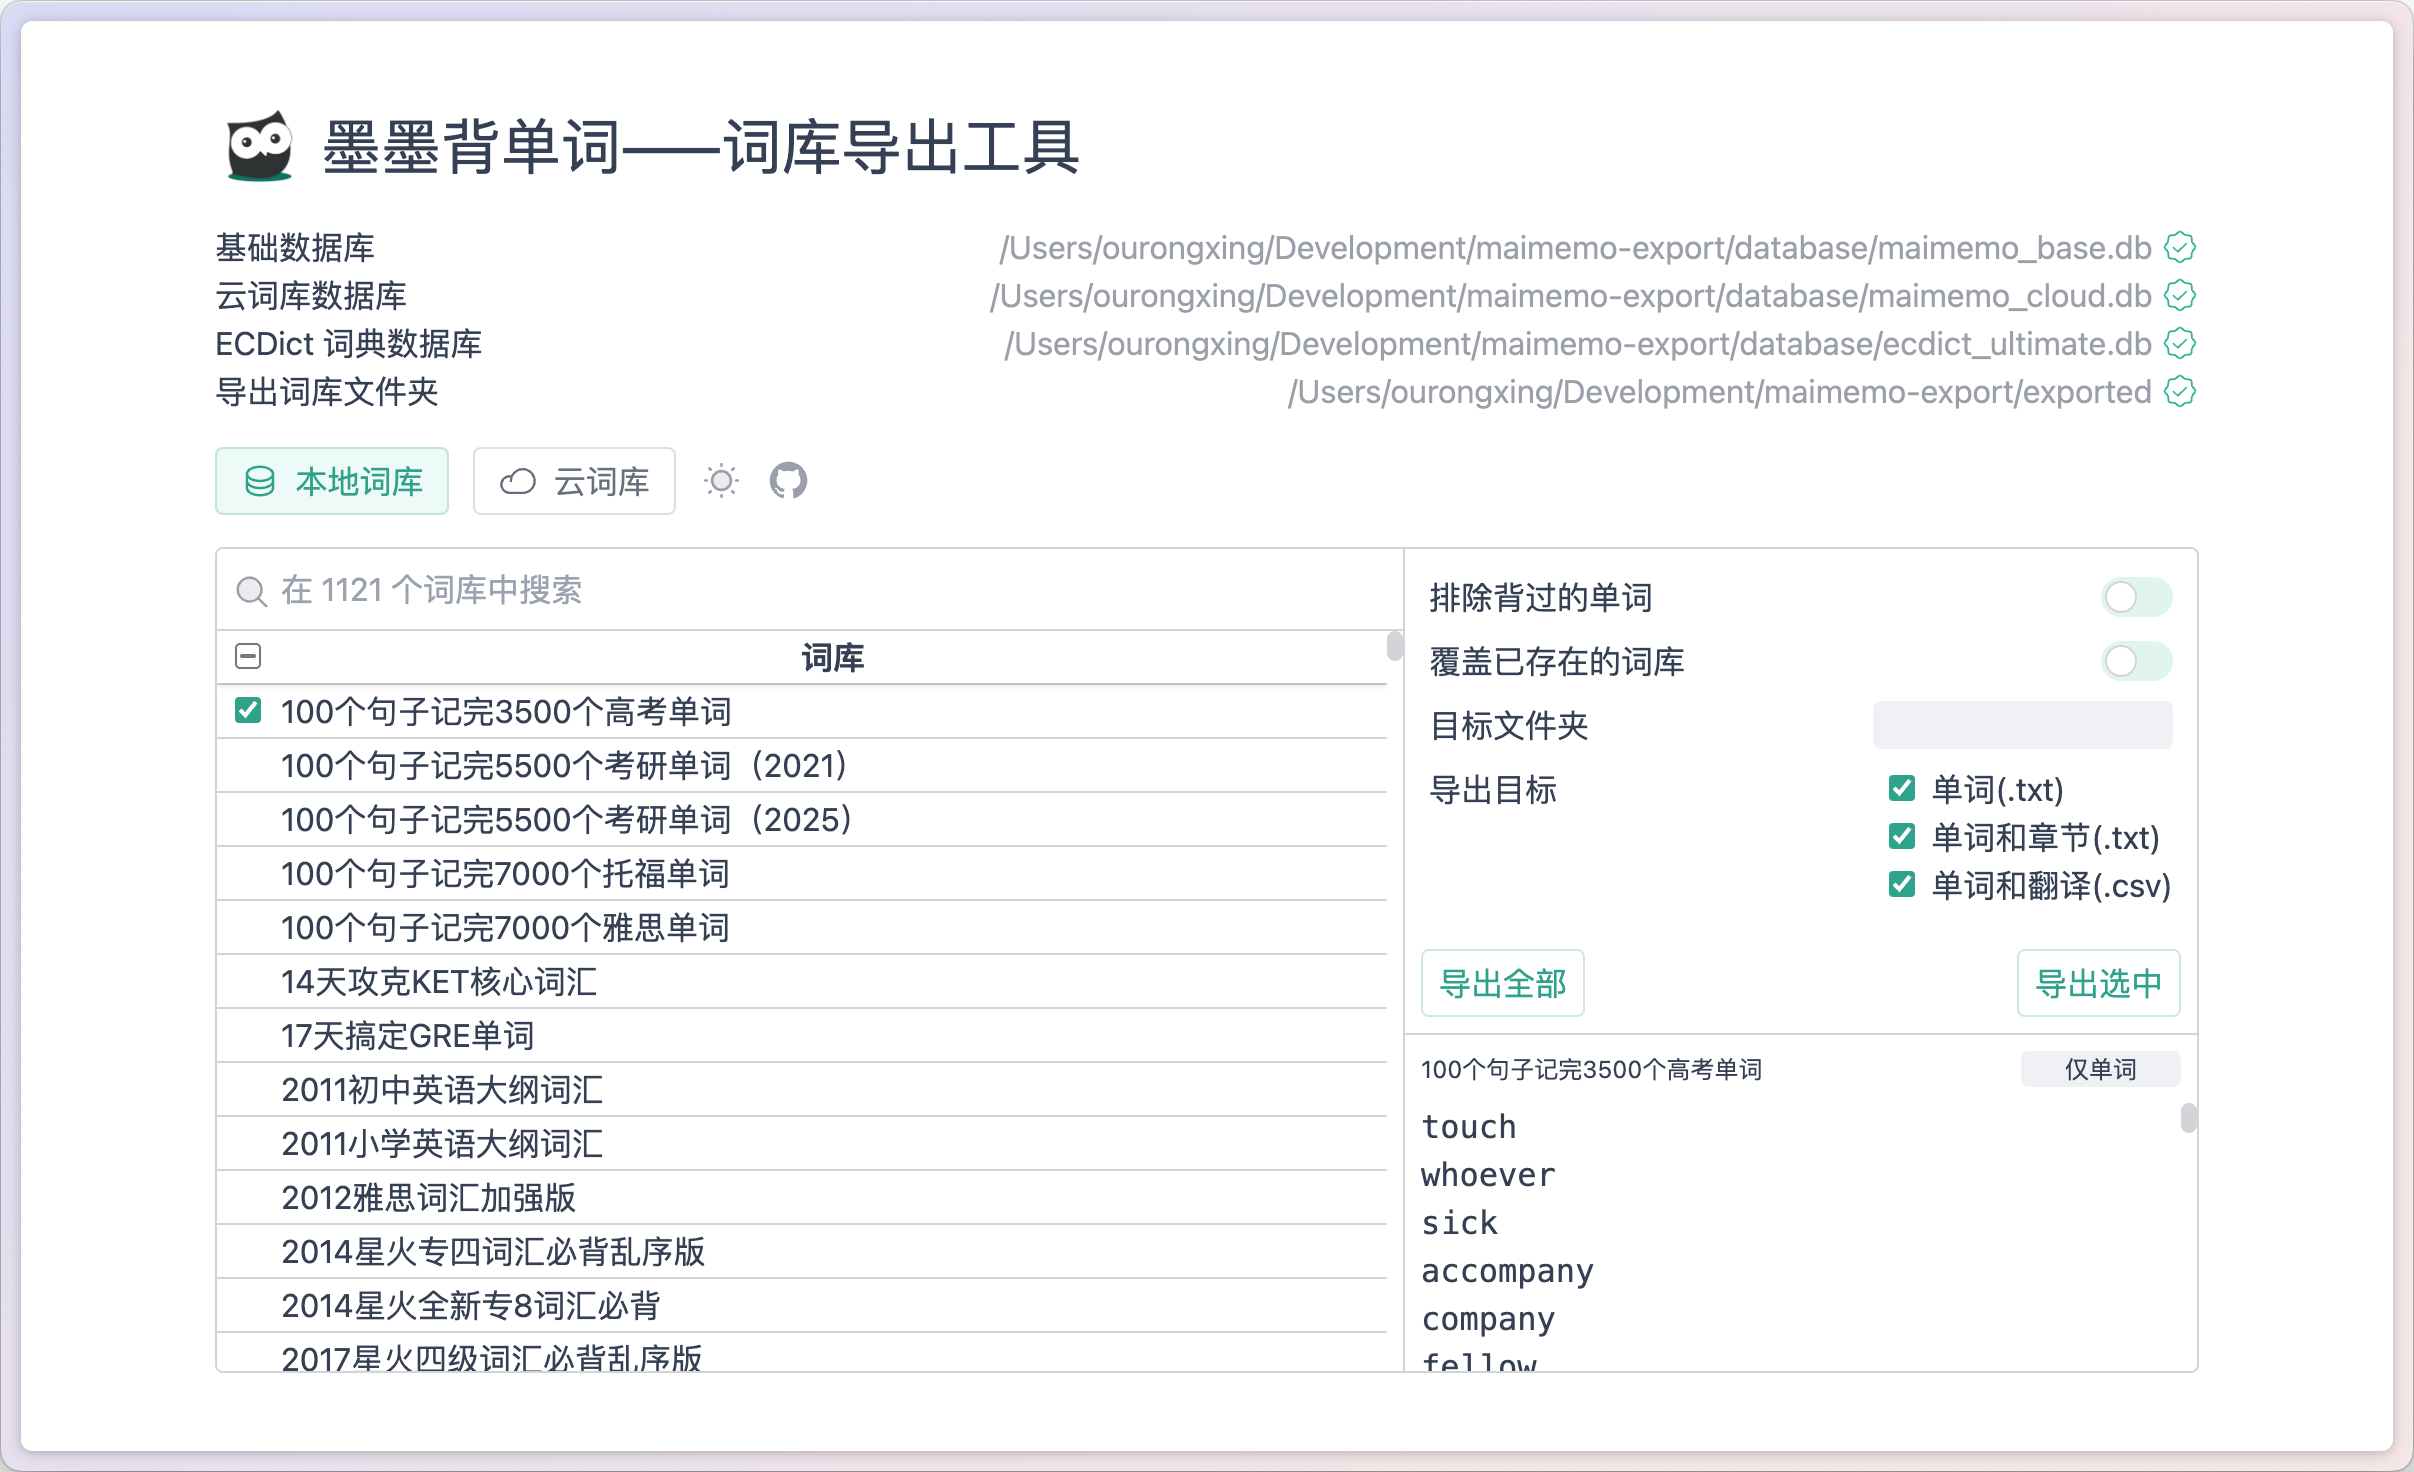 墨墨背单词——词库导出工具
基础数据库 /Users/ourongxing/Development/maimemo-export/database/maimemo_base.db
云词库数据库 /Users/ourongxing/Development/maimemo-export/database/maimemo_cloud.db
ECDict 词典数据库 /Users/ourongxing/Development/maimemo-export/database/ecdict_ultimate.db
导出词库文件夹 /Users/ourongxing/Development/maimemo-export/exported
本地词库 云词库
在 1121 个词库中搜索
词库
100个句子记完3500个高考单词
100个句子记完5500个考研单词（2021）
100个句子记完5500个考研单词（2025）
100个句子记完7000个托福单词
100个句子记完7000个雅思单词
14天攻克KET核心词汇
17天搞定GRE单词
2011初中英语大纲词汇
2011小学英语大纲词汇
2012雅思词汇加强版
2014星火专四词汇必背乱序版
2014星火全新专8词汇必背
2017星火四级词汇必背乱序版
排除背过的单词
覆盖已存在的词库
目标文件夹
导出目标
单词(.txt)
单词和章节(.txt)
单词和翻译(.csv)
导出全部 导出选中
100个句子记完3500个高考单词 仅单词
touch
whoever
sick
accompany
company
fellow